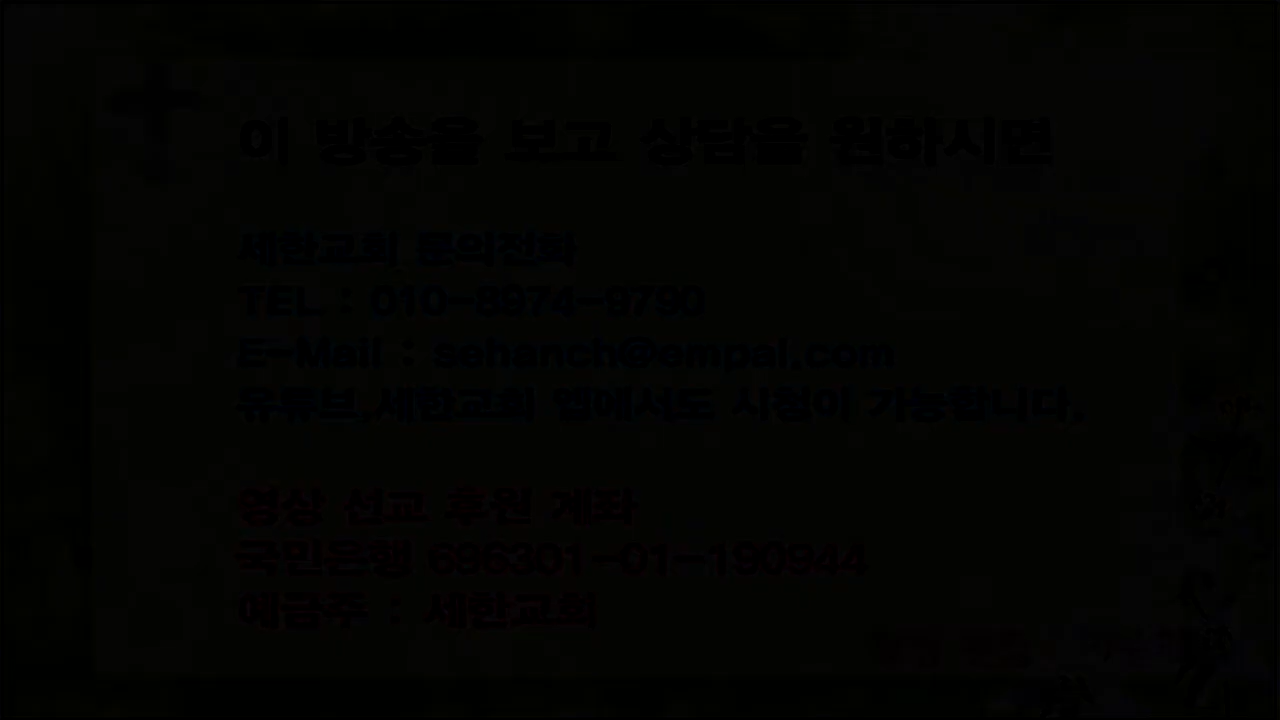 이 방송을 보고 상담을 원하시면
세한교회 문의전화
TEL : 010-8974-9790
E-Mail : sehanch@empal.com
유튜브,세한교회 앱에서도 시청이 가능합니다.
영상 선교 후원 계좌
국민은행 696301-01-190944
예금주 : 세한교회